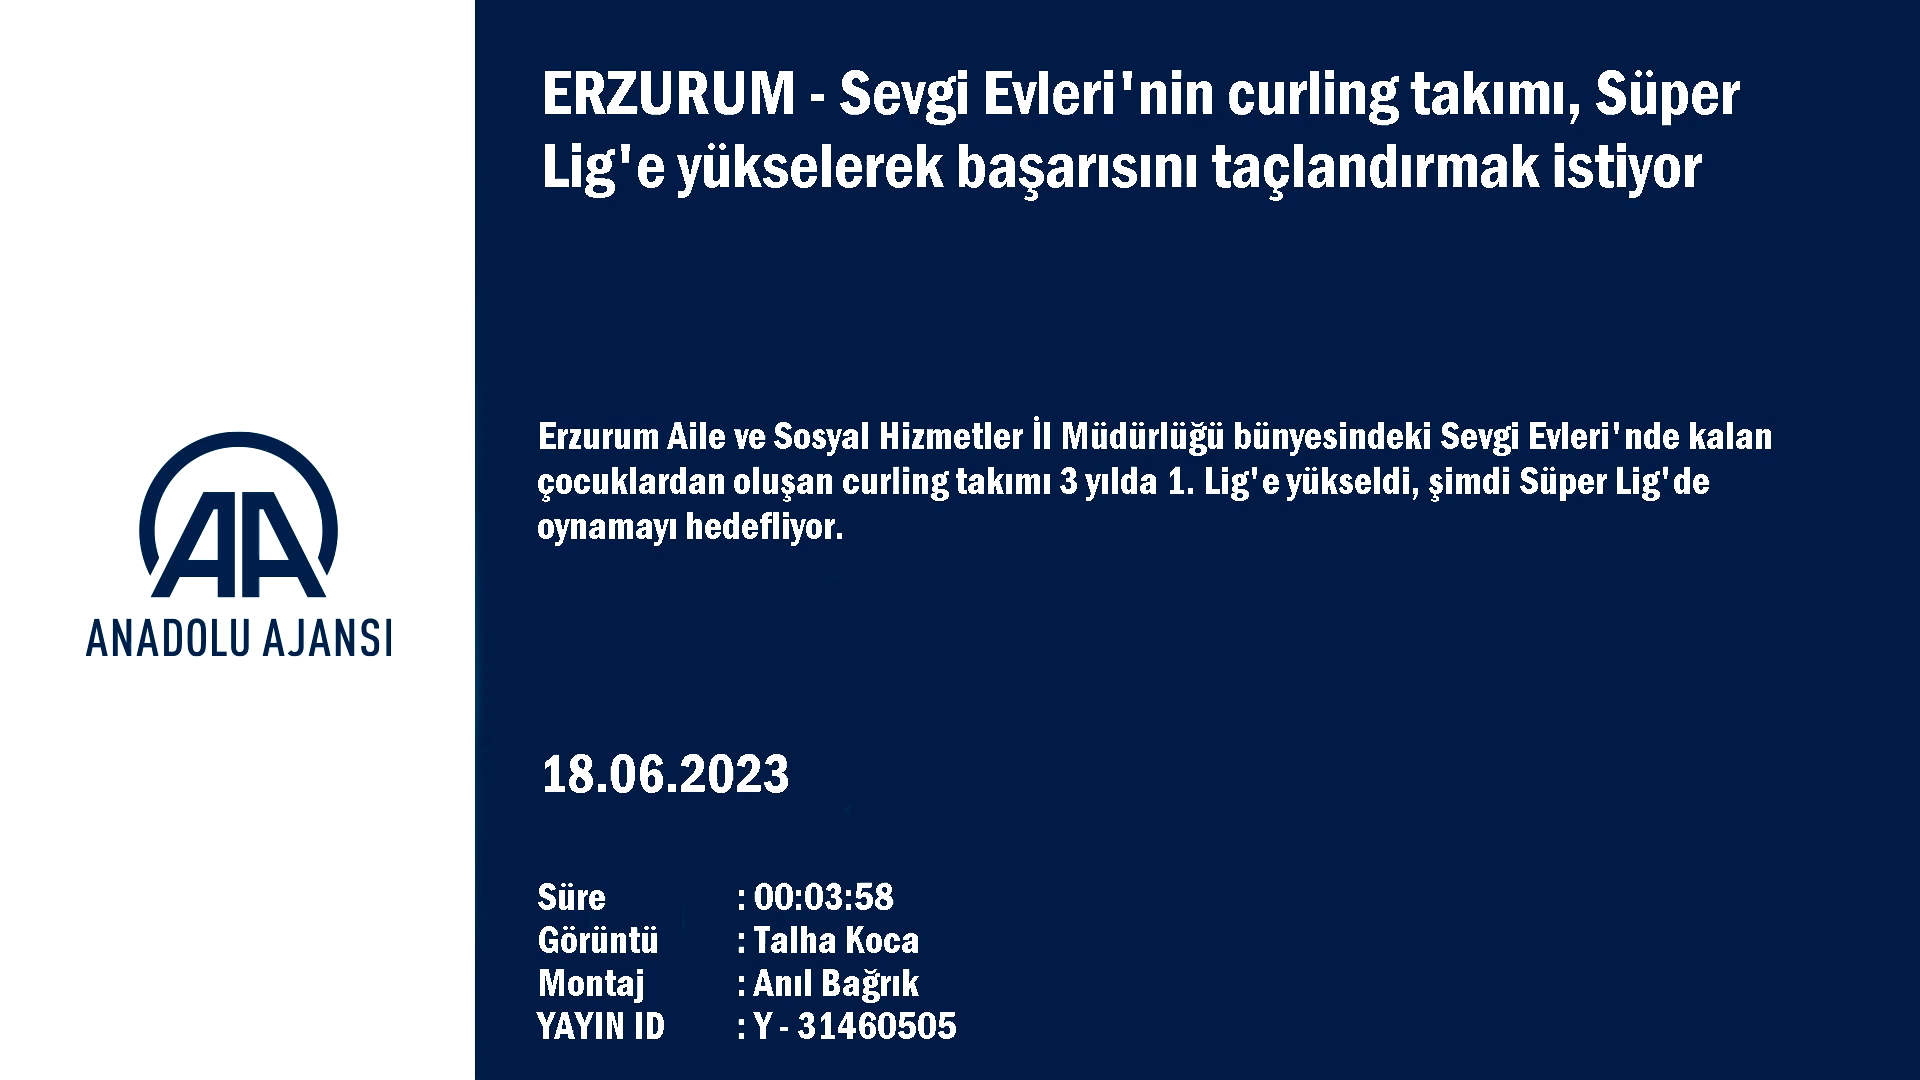 ERZURUM - Sevgi Evleri'nin curling takımı, Süper
Lig'e yükselerek başarısını taçlandırmak istiyor
Erzurum Aile ve Sosyal Hizmetler İl Müdürlüğü bünyesindeki Sevgi Evleri'nde kalan
çocuklardan oluşan curling takımı 3 yılda 1. Lig'e yükseldi, şimdi Süper Lig'de
oynamayı hedefliyor.
AA
ANADOLU AJANSI
18.06.2023
Süre : 00:03:58
Görüntü : Talha Koca
Montaj : Anıl Bağrık
YAYIN ID : Y - 31460505